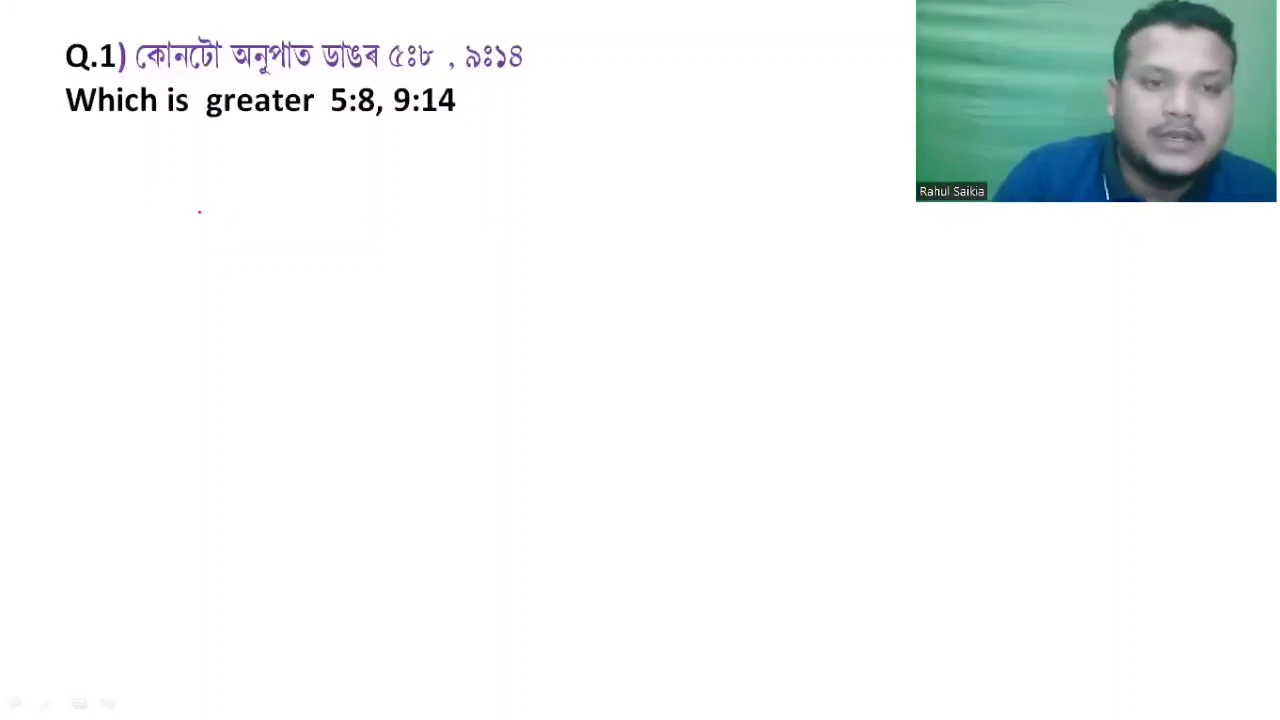 Q.1) কোনটো অনুপাত ডাঙৰ ৫ঃ৮ , ৯ঃ১৪
Which is greater 5:8, 9:14
Rahul Saikia